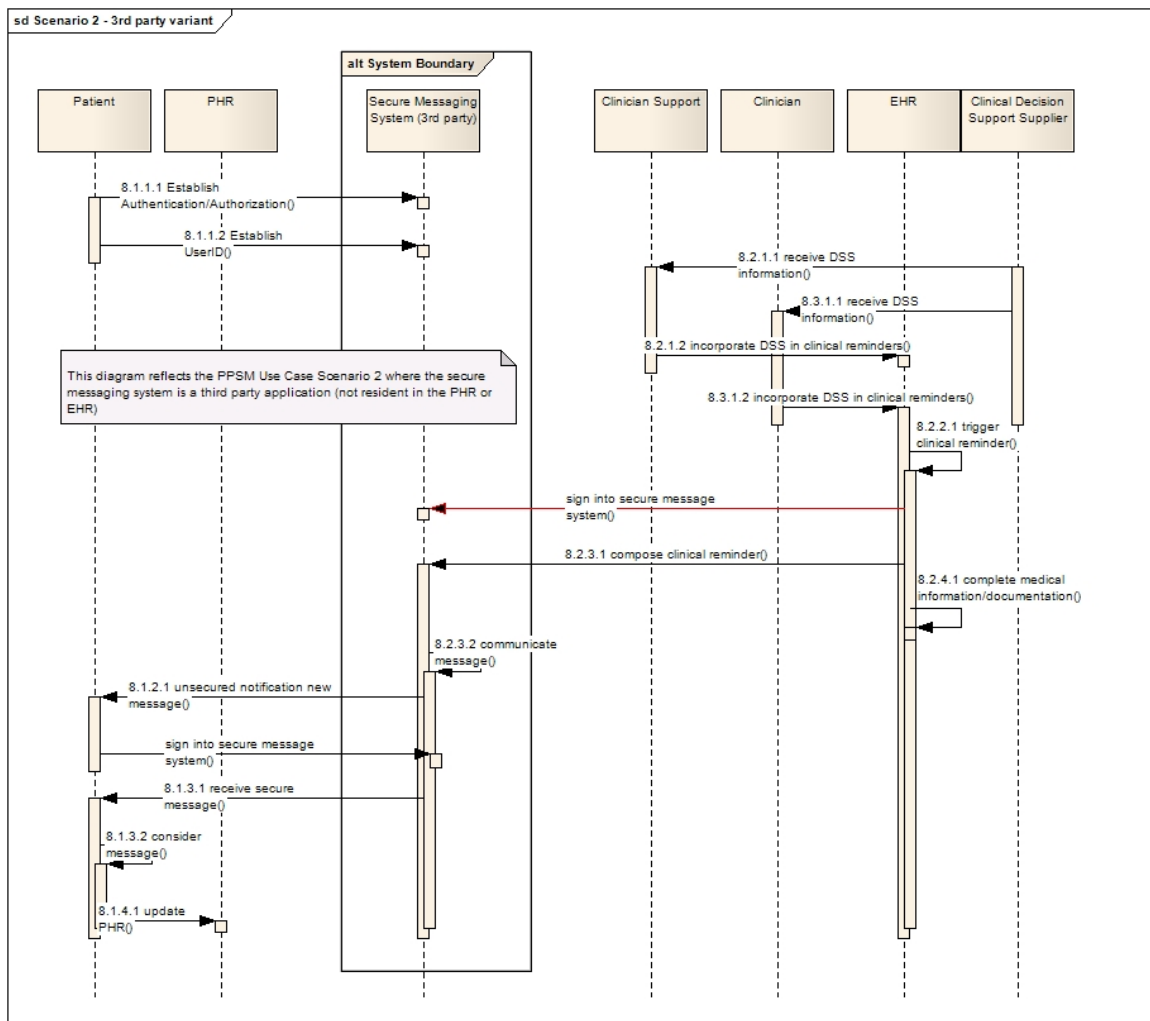 sd Scenario 2 - 3rd party variant
alt System Boundary
Patient
PHR
Secure Messaging
System (3rd party)
Clinician Support
Clinician
EHR
Clinical Decision
Support Supplier
8.1.1.1 Establish
Authentication/Authorization()
8.1.1.2 Establish
UserID()
8.2.1.1 receive DSS
information()
8.3.1.1 receive DSS
information()
8.2.1.2 incorporate DSS in clinical reminders()
This diagram reflects the PPSM Use Case Scenario 2 where the secure
messaging system is a third party application (not resident in the PHR or
EHR)
8.3.1.2 incorporate DSS in clinical reminders()
8.2.2.1 trigger
clinical reminder()
sign into secure message
system()
8.2.3.1 compose clinical reminder()
8.2.4.1 complete medical
information/documentation()
8.2.3.2 communicate
message()
8.1.2.1 unsecured notification new
message()
sign into secure message
system()
8.1.3.1 receive secure
message()
8.1.3.2 consider
message()
8.1.4.1 update
PHR()